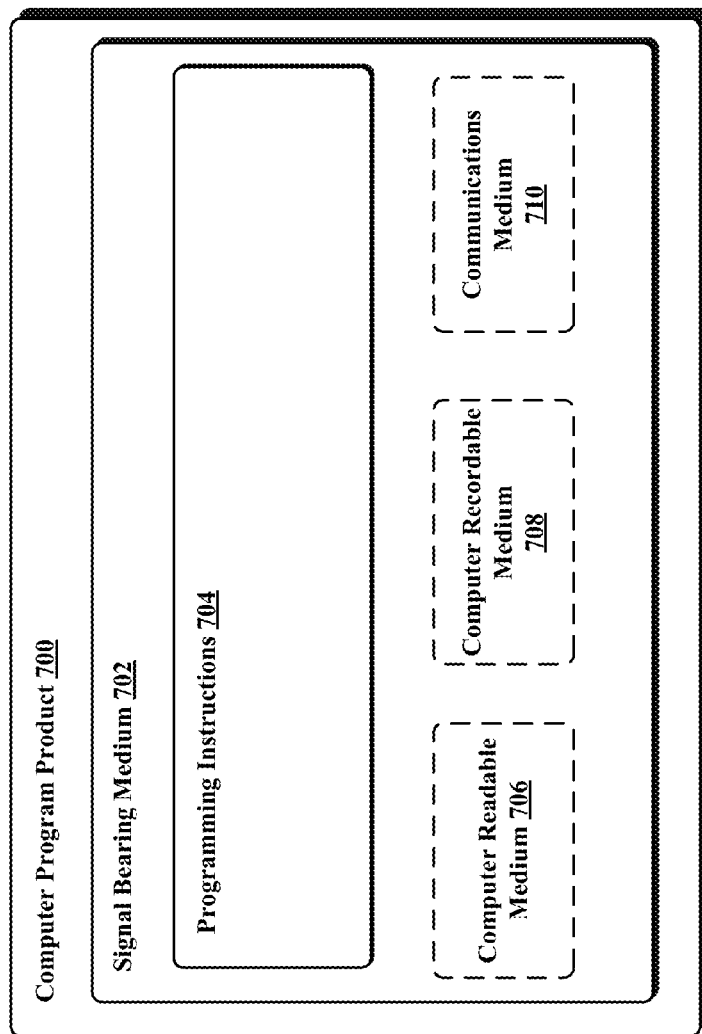 Computer Program Product 700
Signal Bearing Medium 702
Programming Instructions 704
Computer Readable
Medium 706
Computer Recordable
Medium
708
Communications
Medium
710